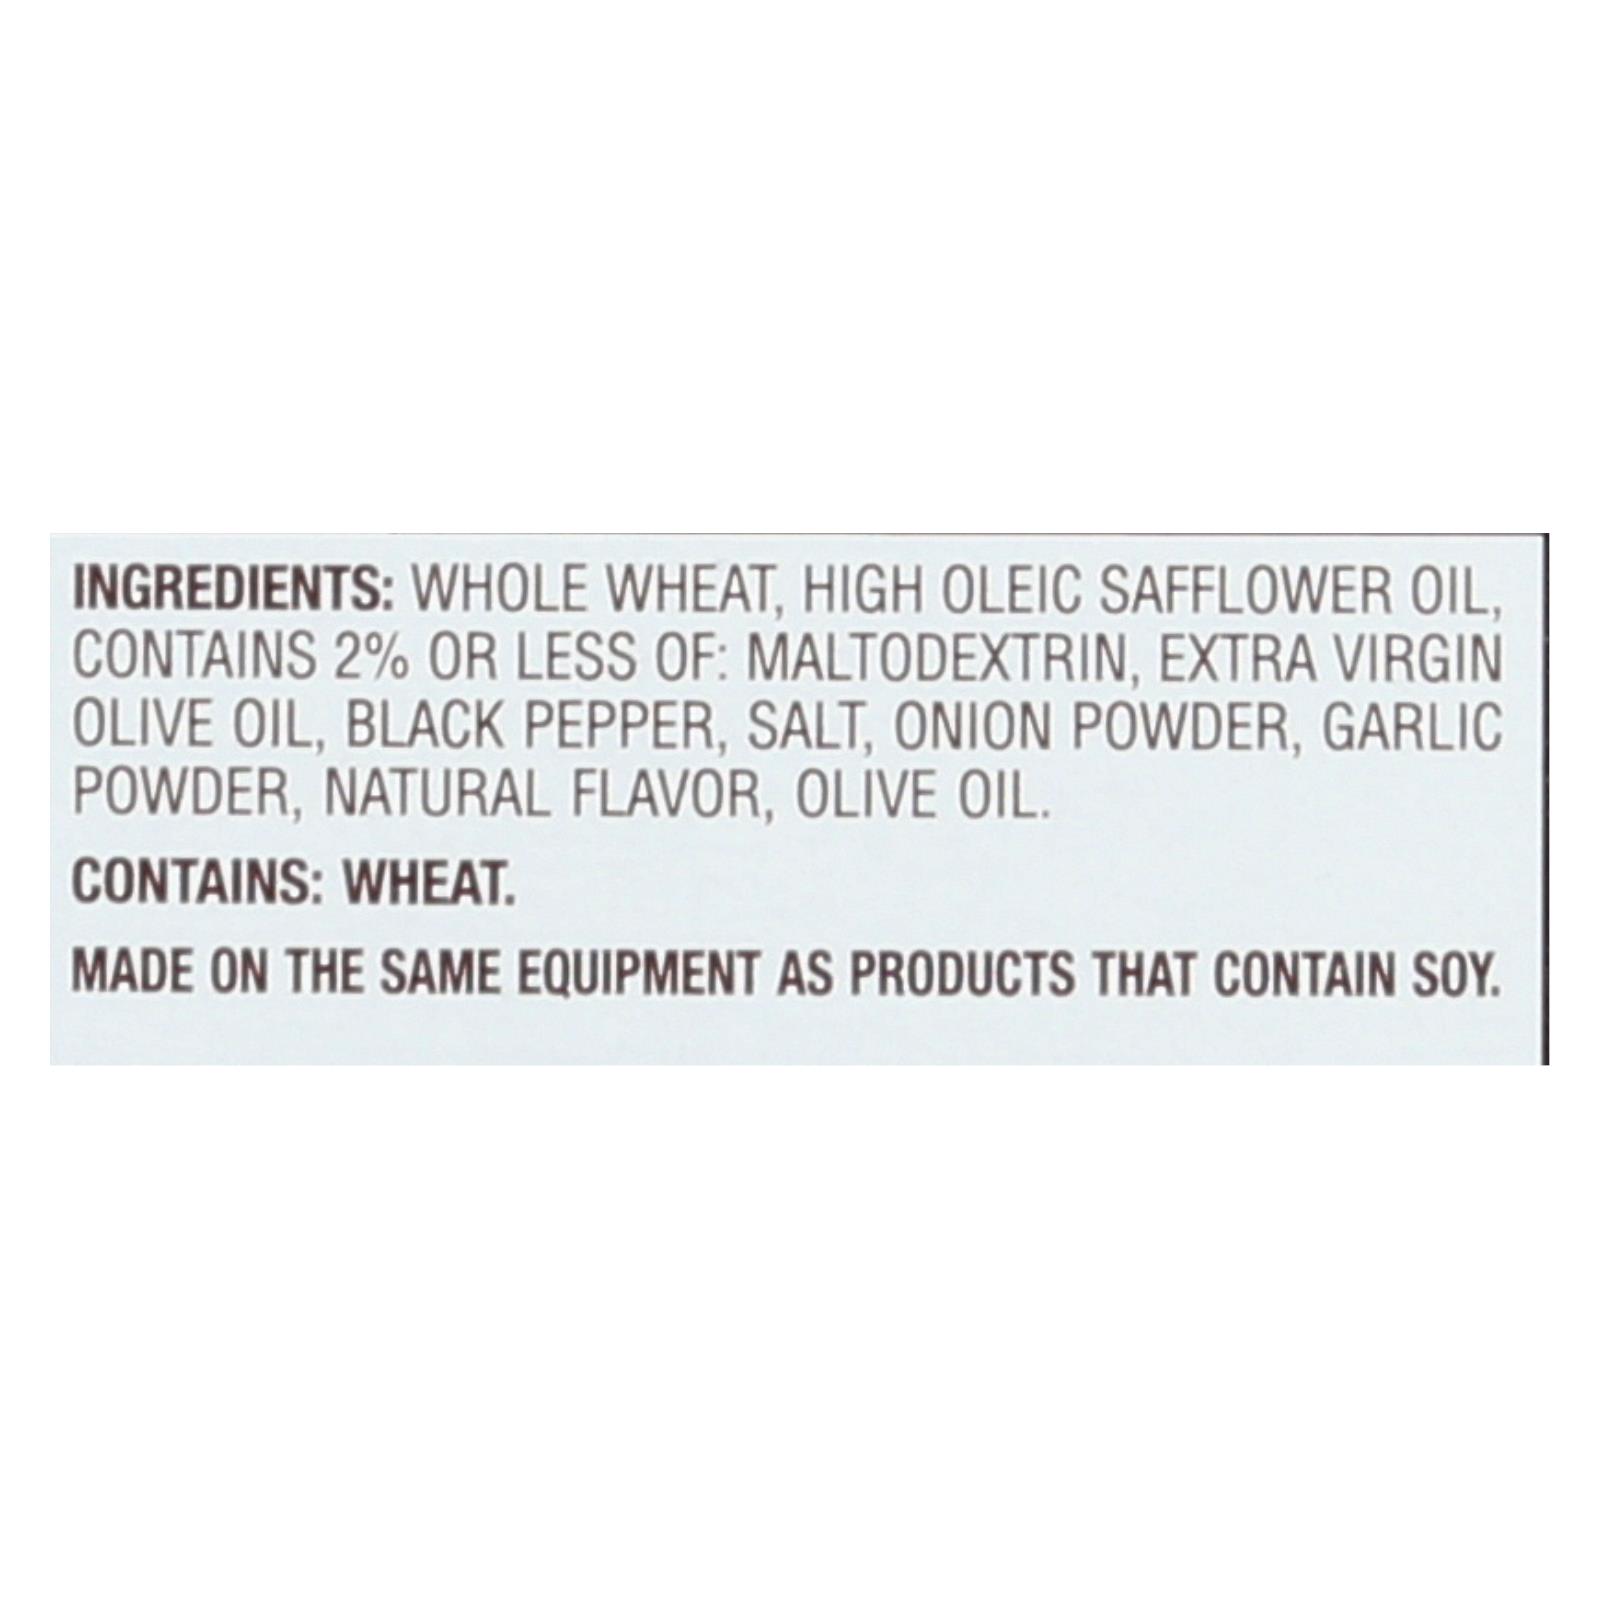 INGREDIENTS: WHOLE WHEAT, HIGH OLEIC SAFFLOWER OIL,
CONTAINS 2% OR LESS OF: MALTODEXTRIN, EXTRA VIRGIN
OLIVE OIL, BLACK PEPPER, SALT, ONION POWDER, GARLIC
POWDER, NATURAL FLAVOR, OLIVE OIL.
CONTAINS: WHEAT.
MADE ON THE SAME EQUIPMENT AS PRODUCTS THAT CONTAIN SOY.